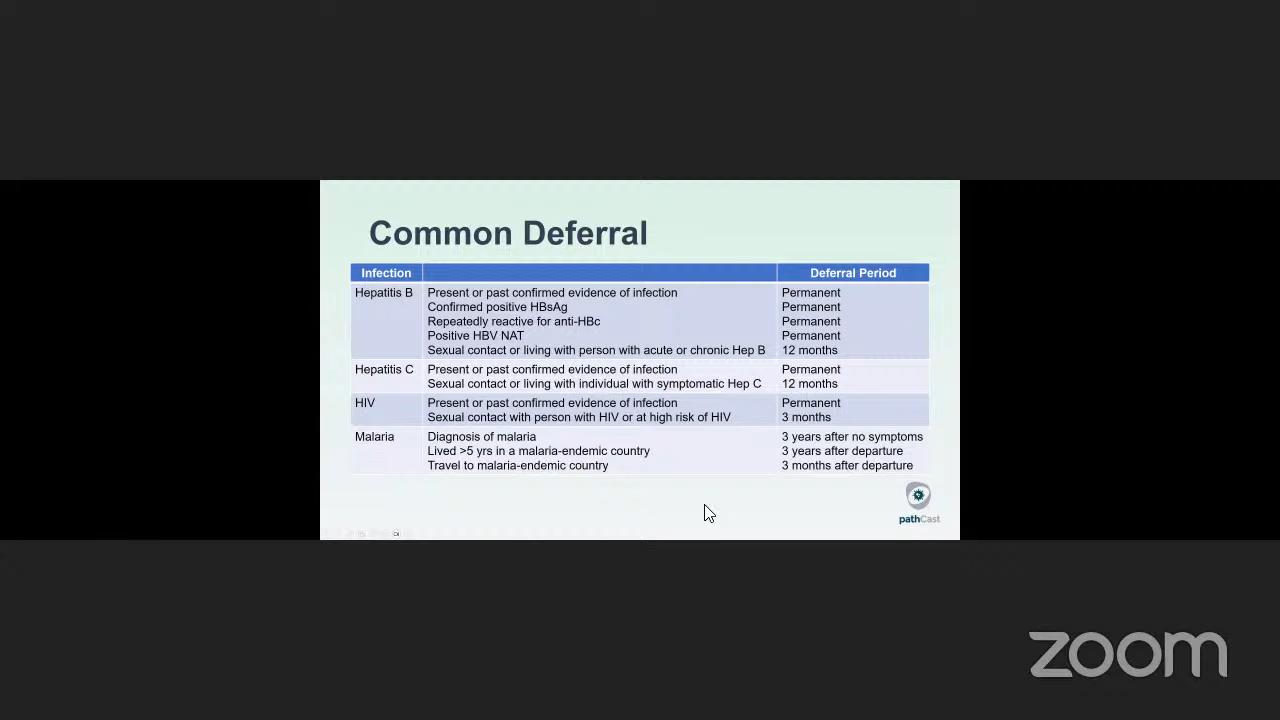 Common Deferral
Infection Deferral Period
Hepatitis B Present or past confirmed evidence of infection Permanent
Confirmed positive HBsAg Permanent
Repeatedly reactive for anti-HBc Permanent
Positive HBV NAT Permanent
Sexual contact or living with person with acute or chronic Hep B 12 months
Hepatitis C Present or past confirmed evidence of infection Permanent
Sexual contact or living with individual with symptomatic Hep C 12 months
HIV Present or past confirmed evidence of infection Permanent
Sexual contact with person with HIV or at high risk of HIV 3 months
Malaria Diagnosis of malaria 3 years after no symptoms
Lived >5 yrs in a malaria-endemic country 3 years after departure
Travel to malaria-endemic country 3 months after departure
pathCast
zoom